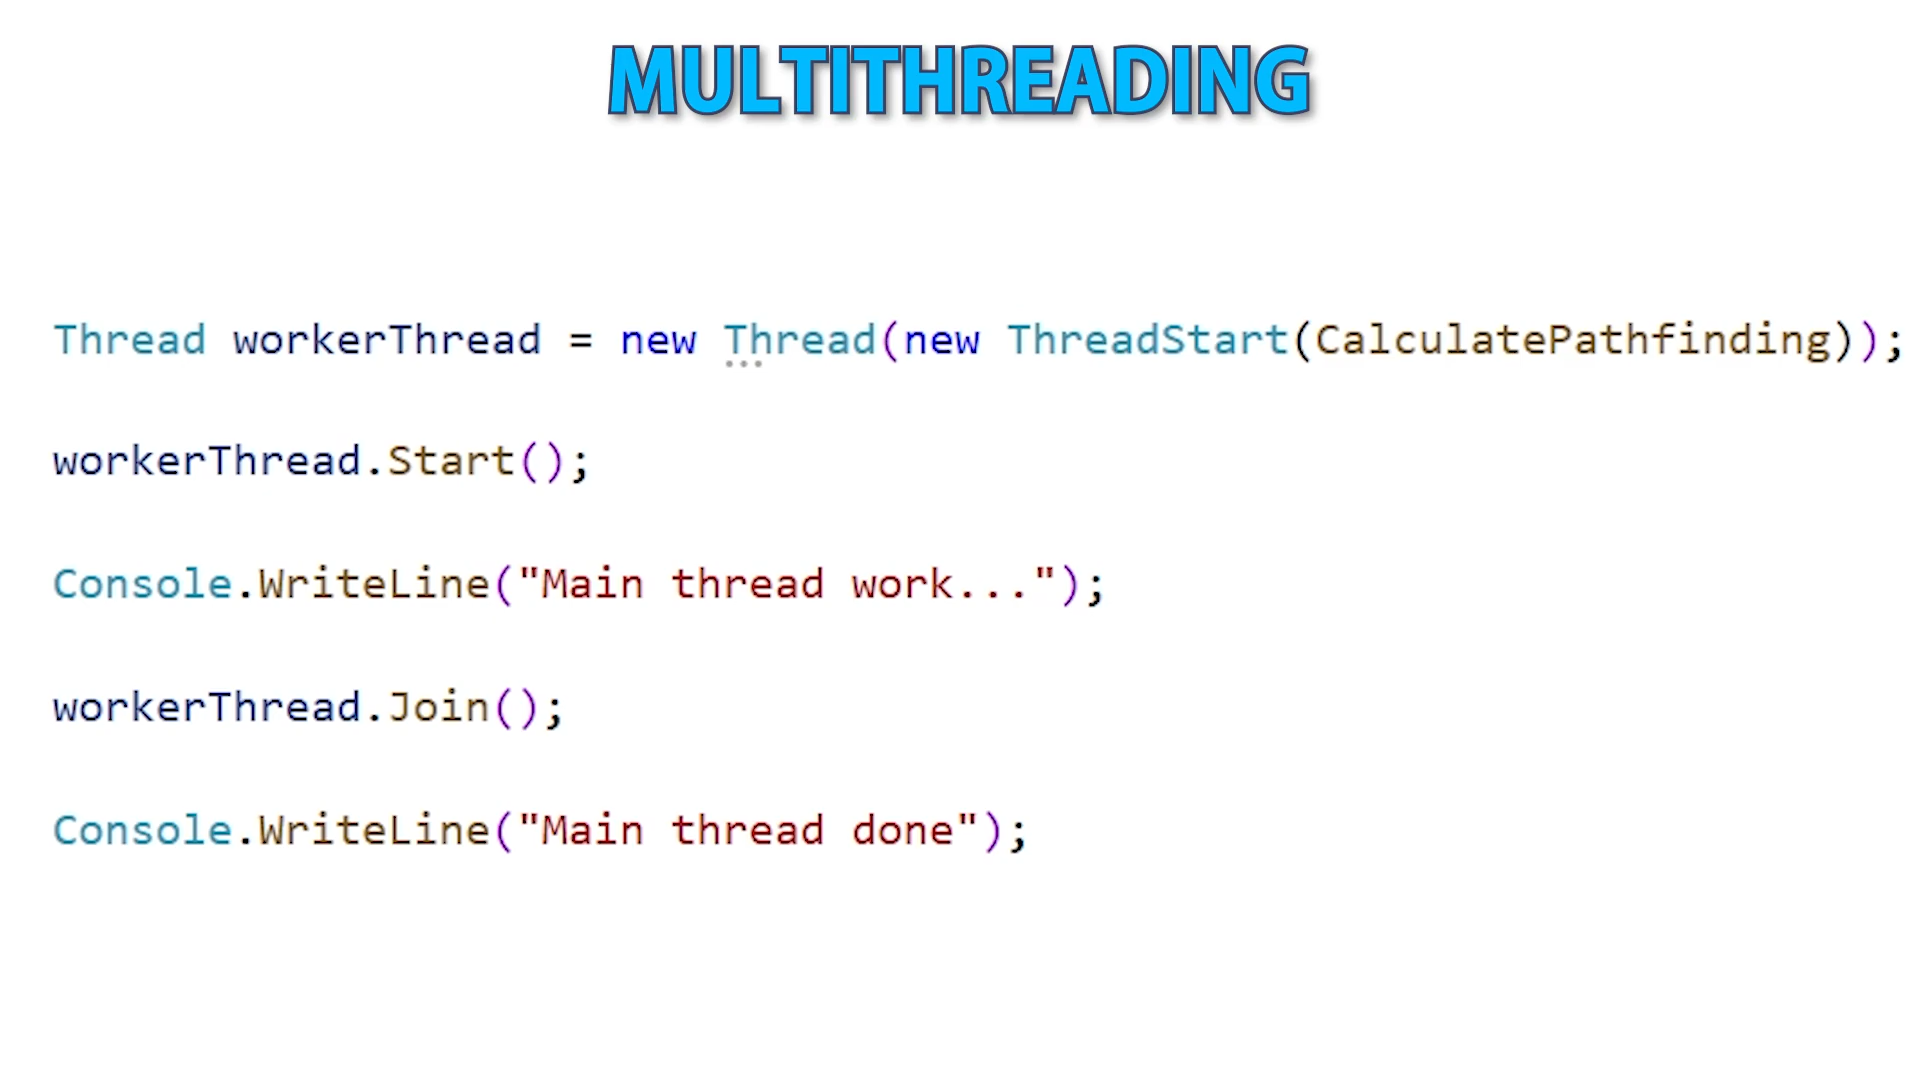 MULTITHREADING
Thread workerThread = new Thread(new ThreadStart(CalculatePathfinding));
workerThread.Start();
Console.WriteLine("Main thread work...");
workerThread.Join();
Console.WriteLine("Main thread done");